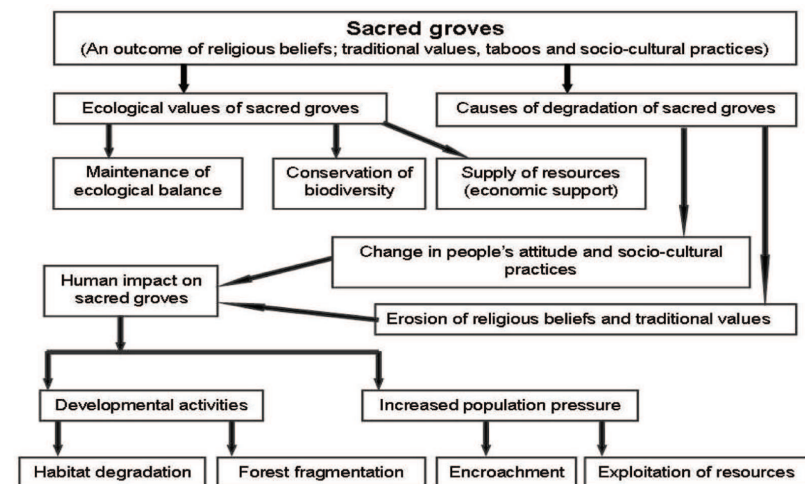 Sacred groves
(An outcome of religious beliefs; traditional values, taboos and socio-cultural practices)
Ecological values of sacred groves
Causes of degradation of sacred groves
Maintenance of
ecological balance
Conservation of
biodiversity
Supply of resources
(economic support)
Change in people's attitude and socio-cultural
practices
Human impact on
sacred groves
Erosion of religious beliefs and traditional values
Developmental activities
Increased population pressure
Habitat degradation
Forest fragmentation
Encroachment
Exploitation of resources